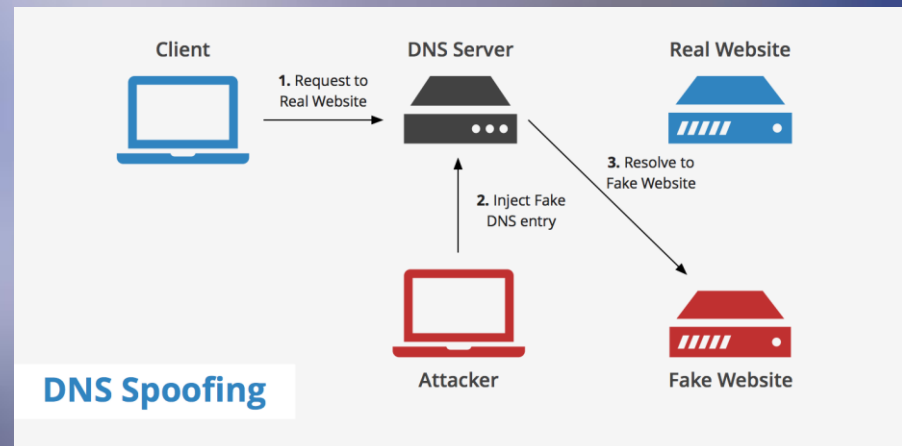 Client
DNS Server
Real Website
1. Request to
Real Website
3. Resolve to
Fake Website
2. Inject Fake
DNS entry
Attacker
Fake Website
DNS Spoofing